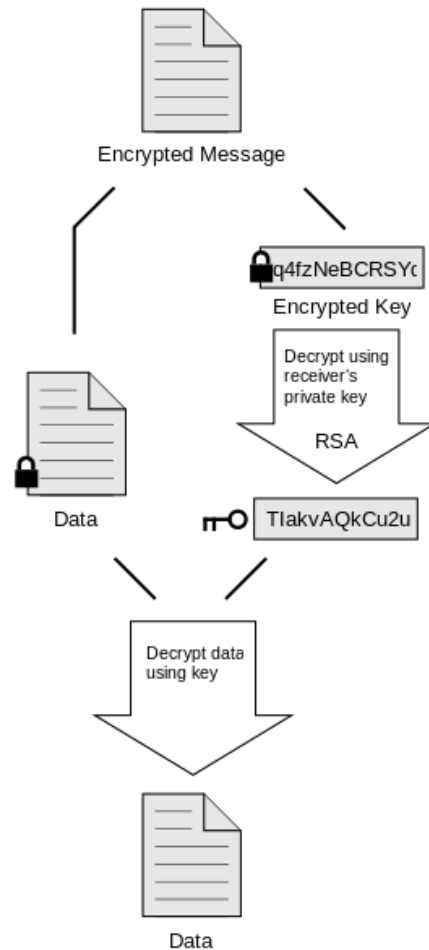 Encrypted Message
q4fzNeBCRSYc
Encrypted Key
Decrypt using
receiver's
private key
RSA
TIakvAQkCu2u
Data
Decrypt data
using key
Data